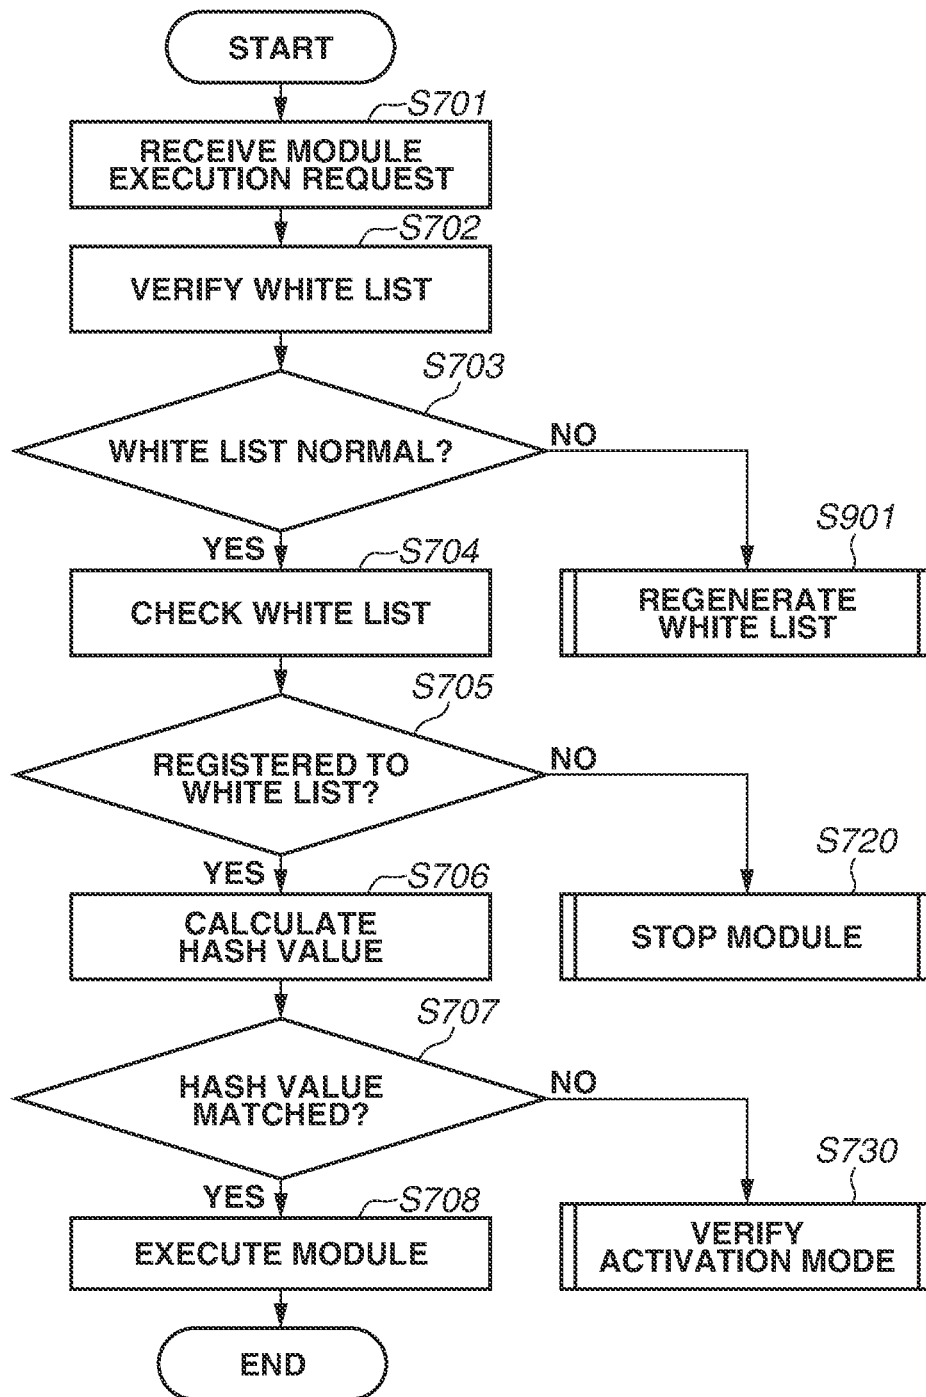 START
S701
RECEIVE MODULE
EXECUTION REQUEST
S702
VERIFY WHITE LIST
S703
WHITE LIST NORMAL?
NO
YES
S704
CHECK WHITE LIST
S901
REGENERATE
WHITE LIST
S705
REGISTERED TO
WHITE LIST?
NO
YES
S706
CALCULATE
HASH VALUE
S720
STOP MODULE
S707
HASH VALUE
MATCHED?
NO
YES
S708
EXECUTE MODULE
S730
VERIFY
ACTIVATION MODE
END